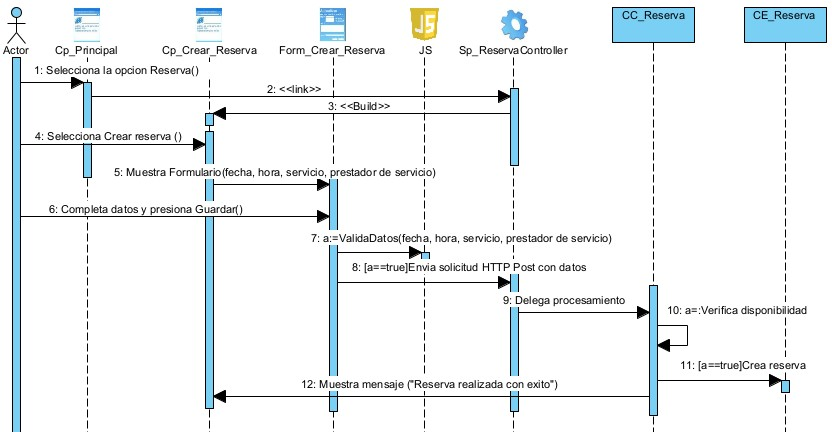 Actor
Cp_Principal
Cp_Crear_Reserva
Form_Crear_Reserva
JS
JS
Sp_ReservaController
CC_Reserva
CE_Reserva
1: Selecciona la opcion Reserva()
2: <<link>>
3: <<Build>>
4: Selecciona Crear reserva ()
5: Muestra Formulario(fecha, hora, servicio, prestador de servicio)
6: Completa datos y presiona Guardar()
7: a:=ValidaDatos(fecha, hora, servicio, prestador de servicio)
8: [a==true]Envia solicitud HTTP Post con datos
9: Delega procesamiento
10: a=:Verifica disponibilidad
11: [a==true]Crea reserva
12: Muestra mensaje ("Reserva realizada con exito")